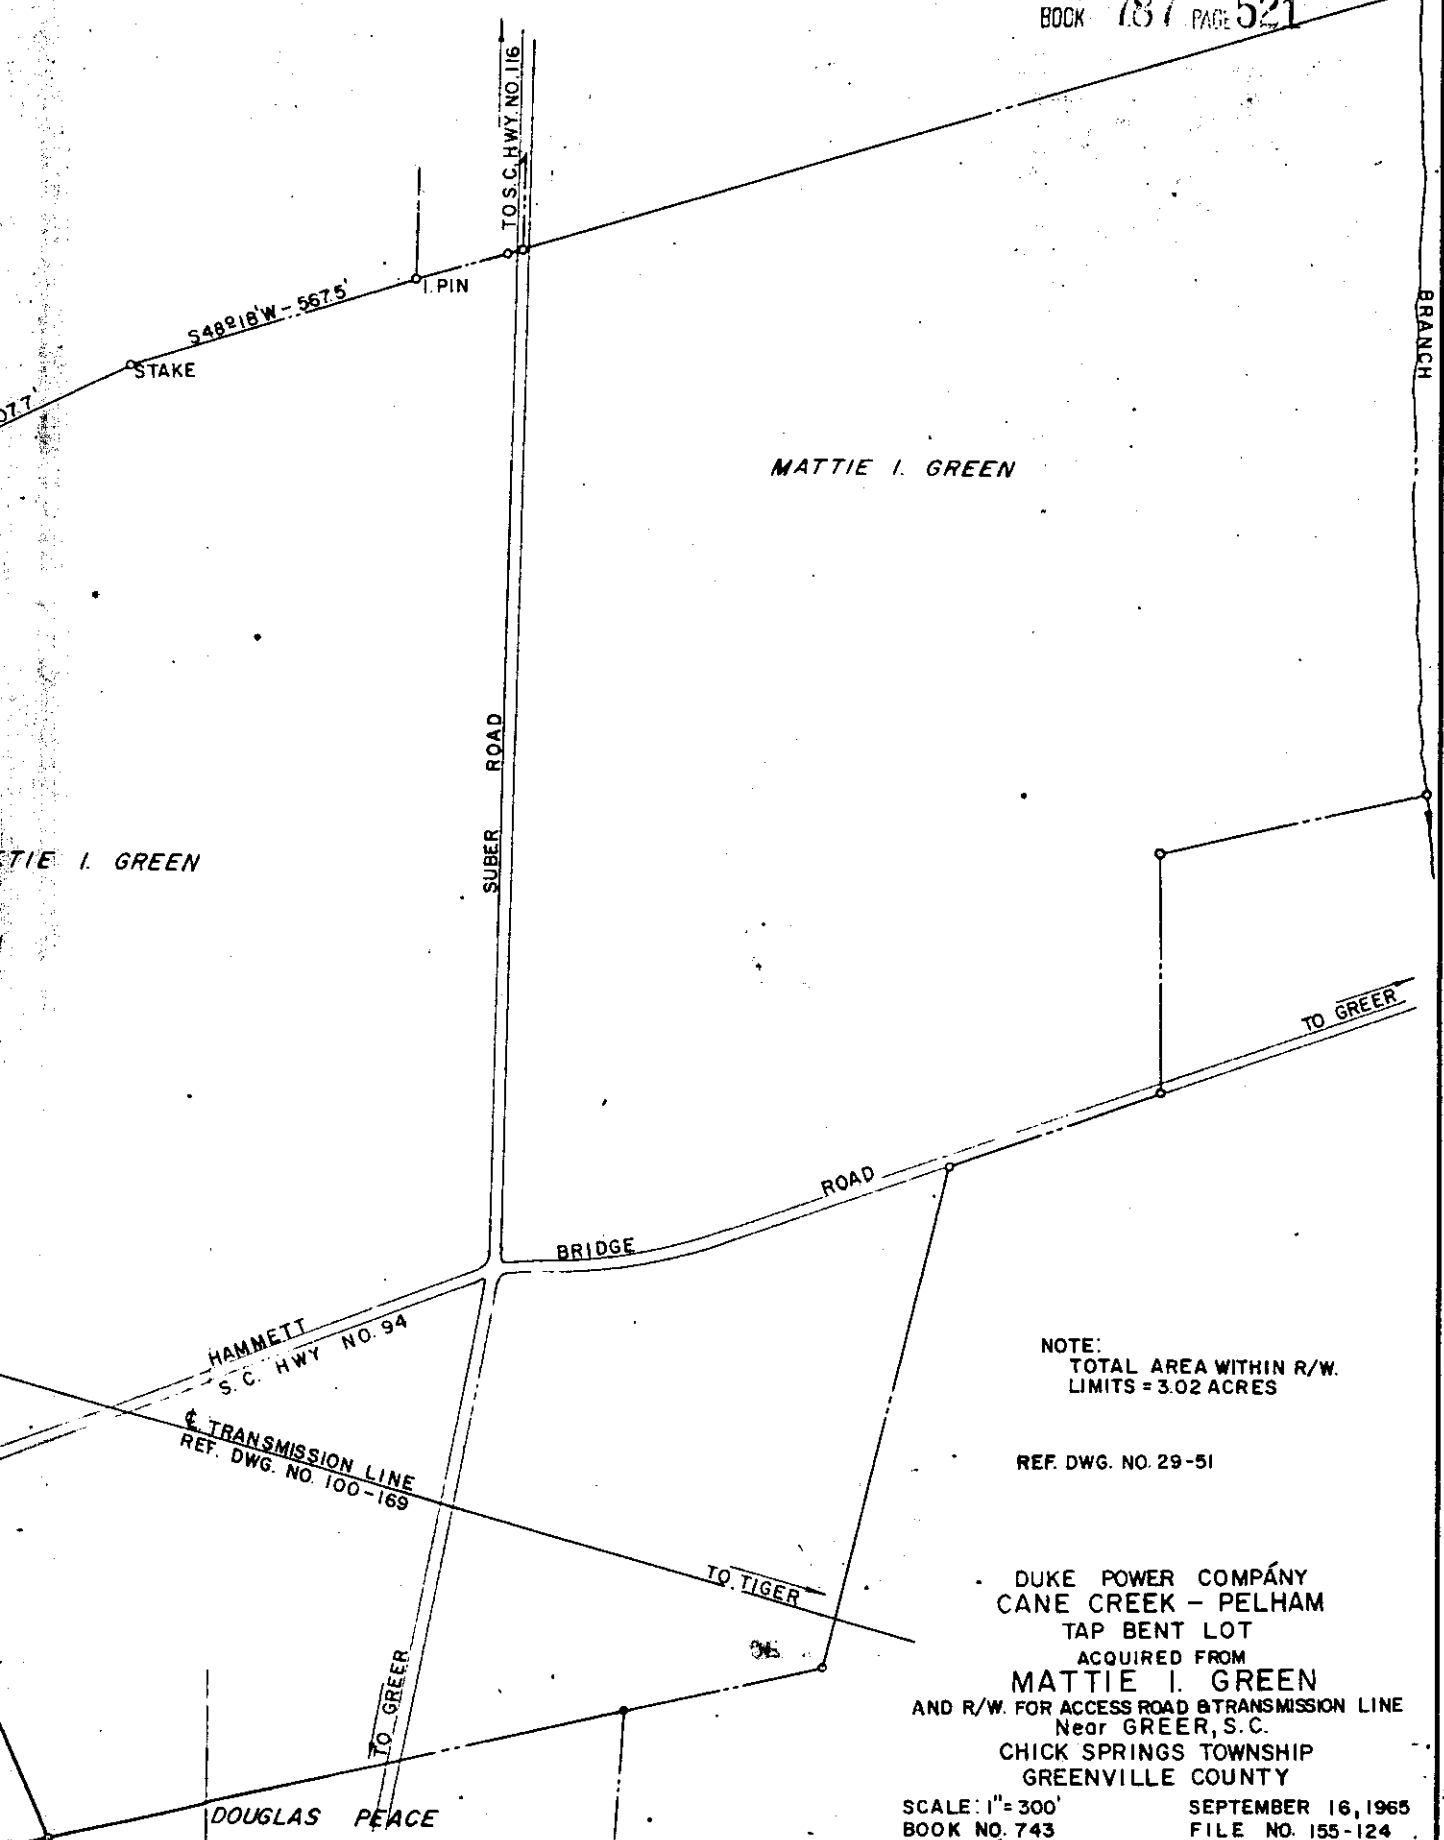 BOOK 787 PAGE 521
TO S.C. HWY. NO. 116
I. PIN
S48º18'W - 567.5'
STAKE
07.7'
BRANCH
MATTIE I. GREEN
SUBER ROAD
TTIE I. GREEN
TO GREER
ROAD
BRIDGE
HAMMETT
S. C. HWY NO. 94
NOTE:
TOTAL AREA WITHIN R/W.
LIMITS = 3.02 ACRES
℄ TRANSMISSION LINE
REF. DWG. NO. 100-169
REF. DWG. NO. 29-51
TO TIGER
TO GREER
DOUGLAS PEACE
DUKE POWER COMPANY
CANE CREEK - PELHAM
TAP BENT LOT
ACQUIRED FROM
MATTIE I. GREEN
AND R/W. FOR ACCESS ROAD & TRANSMISSION LINE
Near GREER, S.C.
CHICK SPRINGS TOWNSHIP
GREENVILLE COUNTY
SCALE: 1"= 300' SEPTEMBER 16, 1965
BOOK NO. 743 FILE NO. 155-124